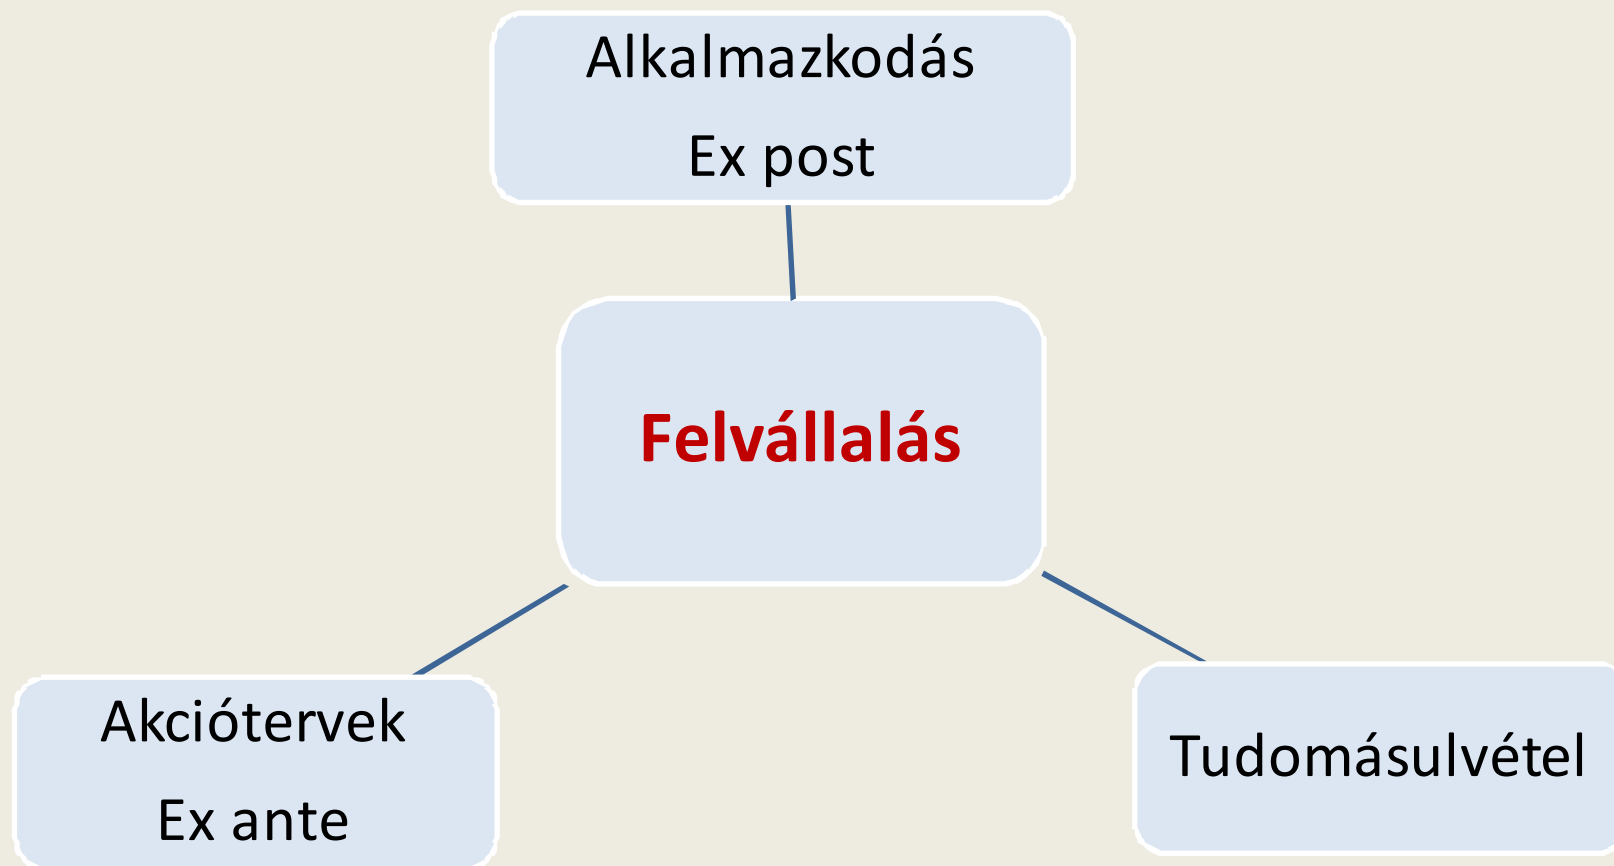 Alkalmazkodás
Ex post
Felvállalás
Akciótervek
Ex ante
Tudomásulvétel